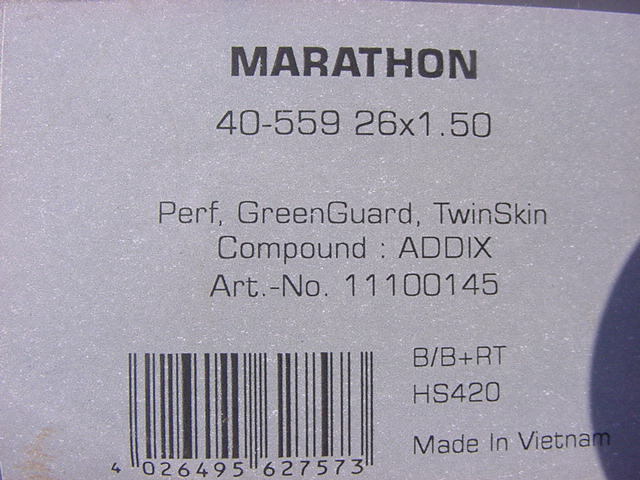 MARATHON
40-559 26x1.50
Perf, GreenGuard, TwinSkin
Compound : ADDIX
Art.-No. 11100145
B/B+RT
HS420
Made In Vietnam
4 026495 627573